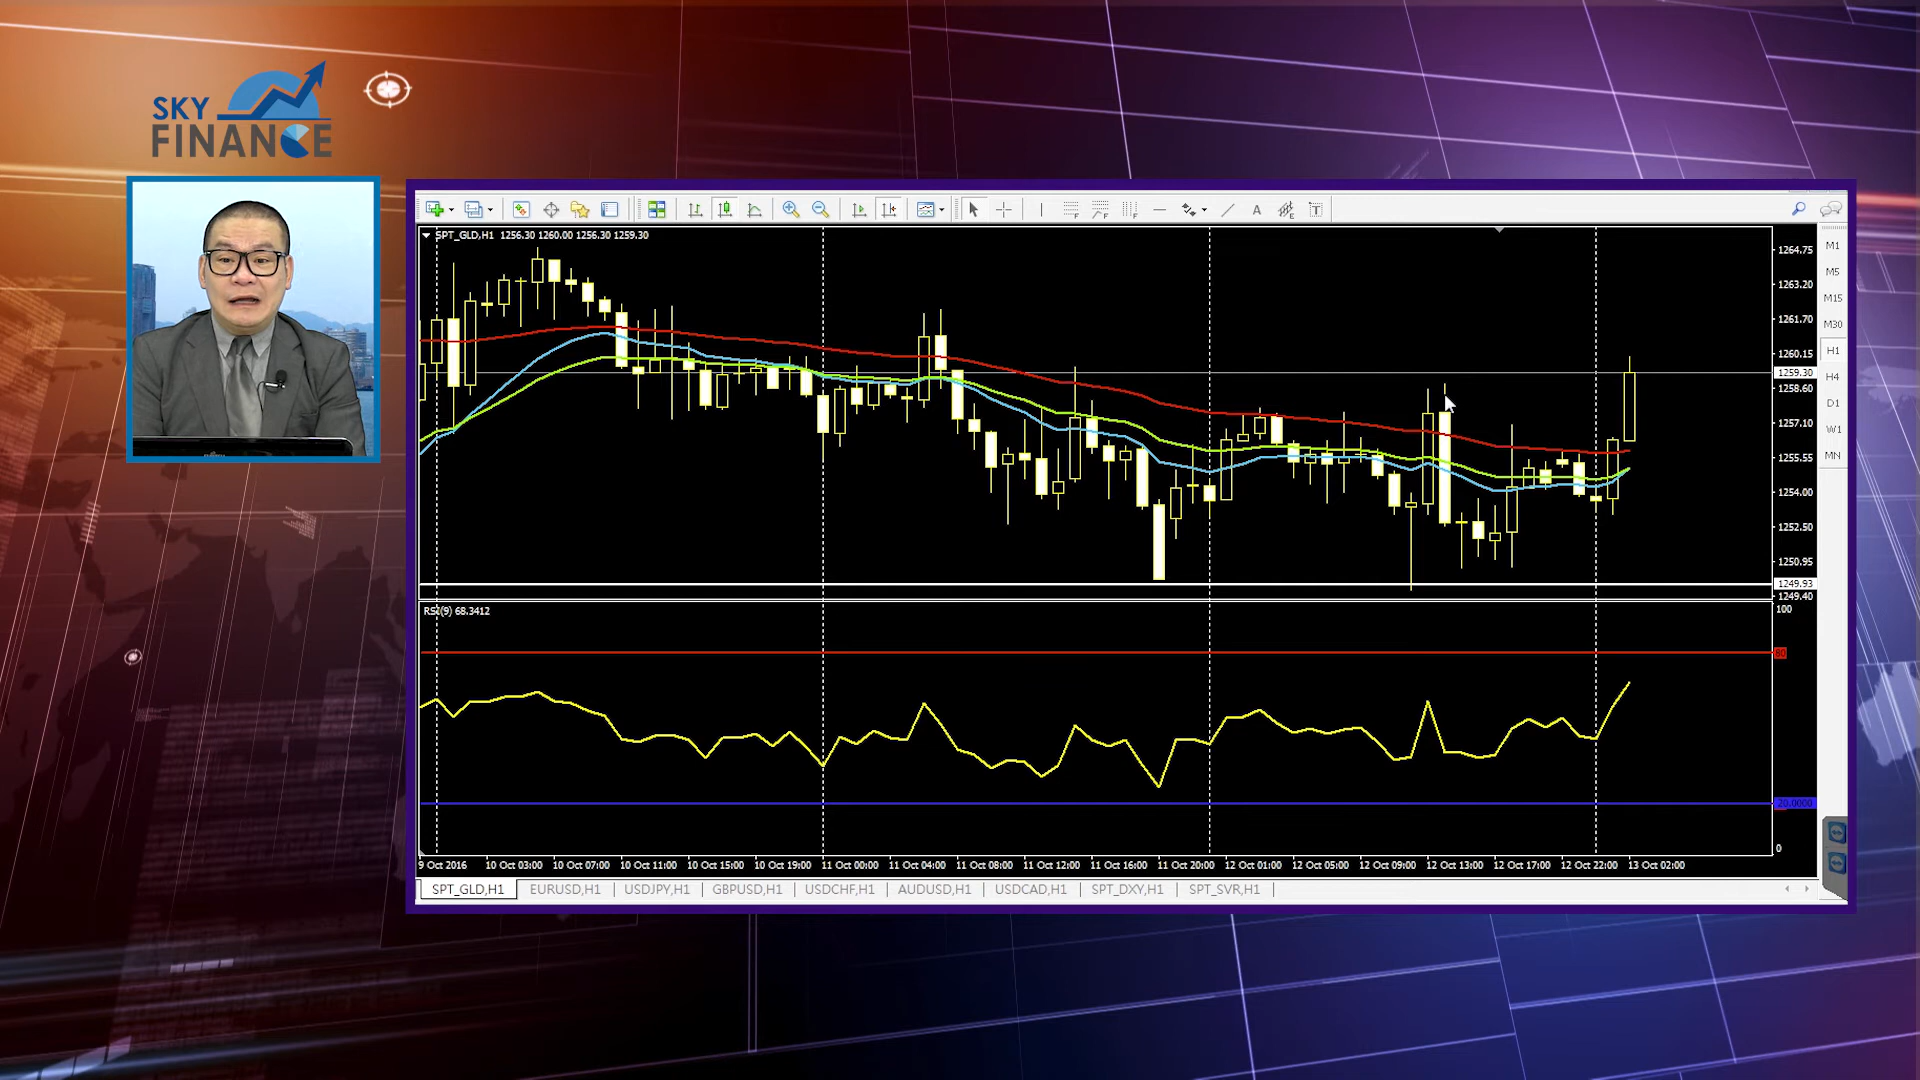 SKY
FINANCE
SPT_GLD,H1 1256.30 1260.00 1256.30 1259.30
1264.75
1263.20
1261.70
1260.15
1259.30
1258.60
1257.10
1255.55
1254.00
1252.50
1250.95
1249.93
1249.40
M1
M5
M15
M30
H1
H4
D1
W1
MN
RSI(9) 68.3412
100
80
20.0000
0
9 Oct 2016 10 Oct 03:00 10 Oct 07:00 10 Oct 11:00 10 Oct 15:00 10 Oct 19:00 11 Oct 00:00 11 Oct 04:00 11 Oct 08:00 11 Oct 12:00 11 Oct 16:00 11 Oct 20:00 12 Oct 01:00 12 Oct 05:00 12 Oct 09:00 12 Oct 13:00 12 Oct 17:00 12 Oct 22:00 13 Oct 02:00
SPT_GLD,H1 EURUSD,H1 USDJPY,H1 GBPUSD,H1 USDCHF,H1 AUDUSD,H1 USDCAD,H1 SPT_DXY,H1 SPT_SVR,H1